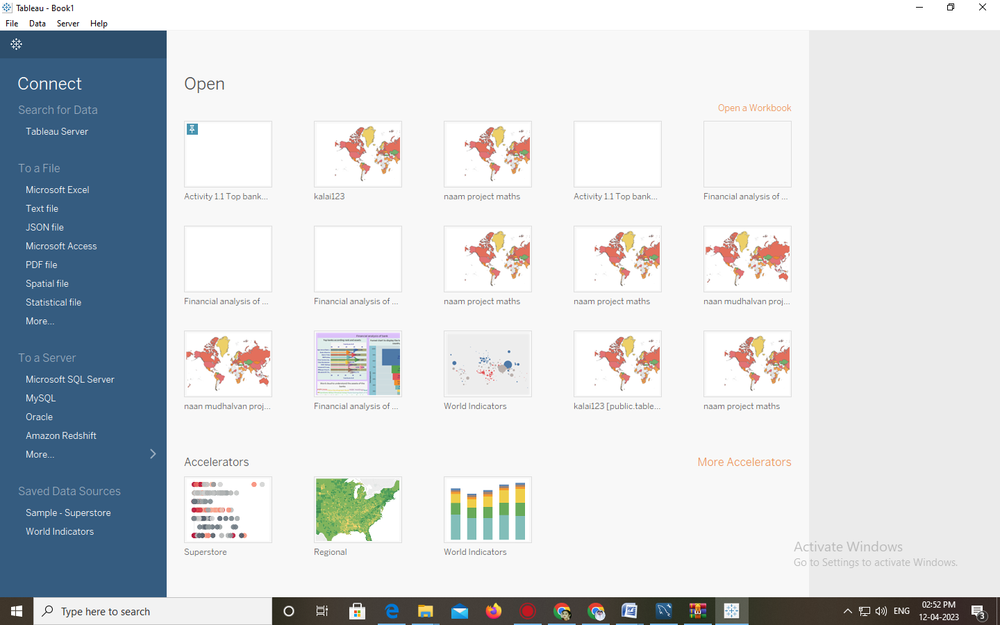 Tableau - Book1
File Data Server Help
Connect
Search for Data
Tableau Server
To a File
Microsoft Excel
Text file
JSON file
Microsoft Access
PDF file
Spatial file
Statistical file
More...
To a Server
Microsoft SQL Server
MySQL
Oracle
Amazon Redshift
More...
Saved Data Sources
Sample - Superstore
World Indicators
Open
Open a Workbook
Activity 1.1 Top bank... kalai123 naam project maths Activity 1.1 Top bank... Financial analysis of ...
Financial analysis of ... Financial analysis of ... naam project maths naam project maths naan mudhalvan proj...
Financial analysis of bank
naan mudhalvan proj... Financial analysis of ... World Indicators kalai123 [public.table... naam project maths
Accelerators More Accelerators
Superstore Regional World Indicators
Activate Windows
Go to Settings to activate Windows.
Type here to search
ENG
02:52 PM
12-04-2023
3